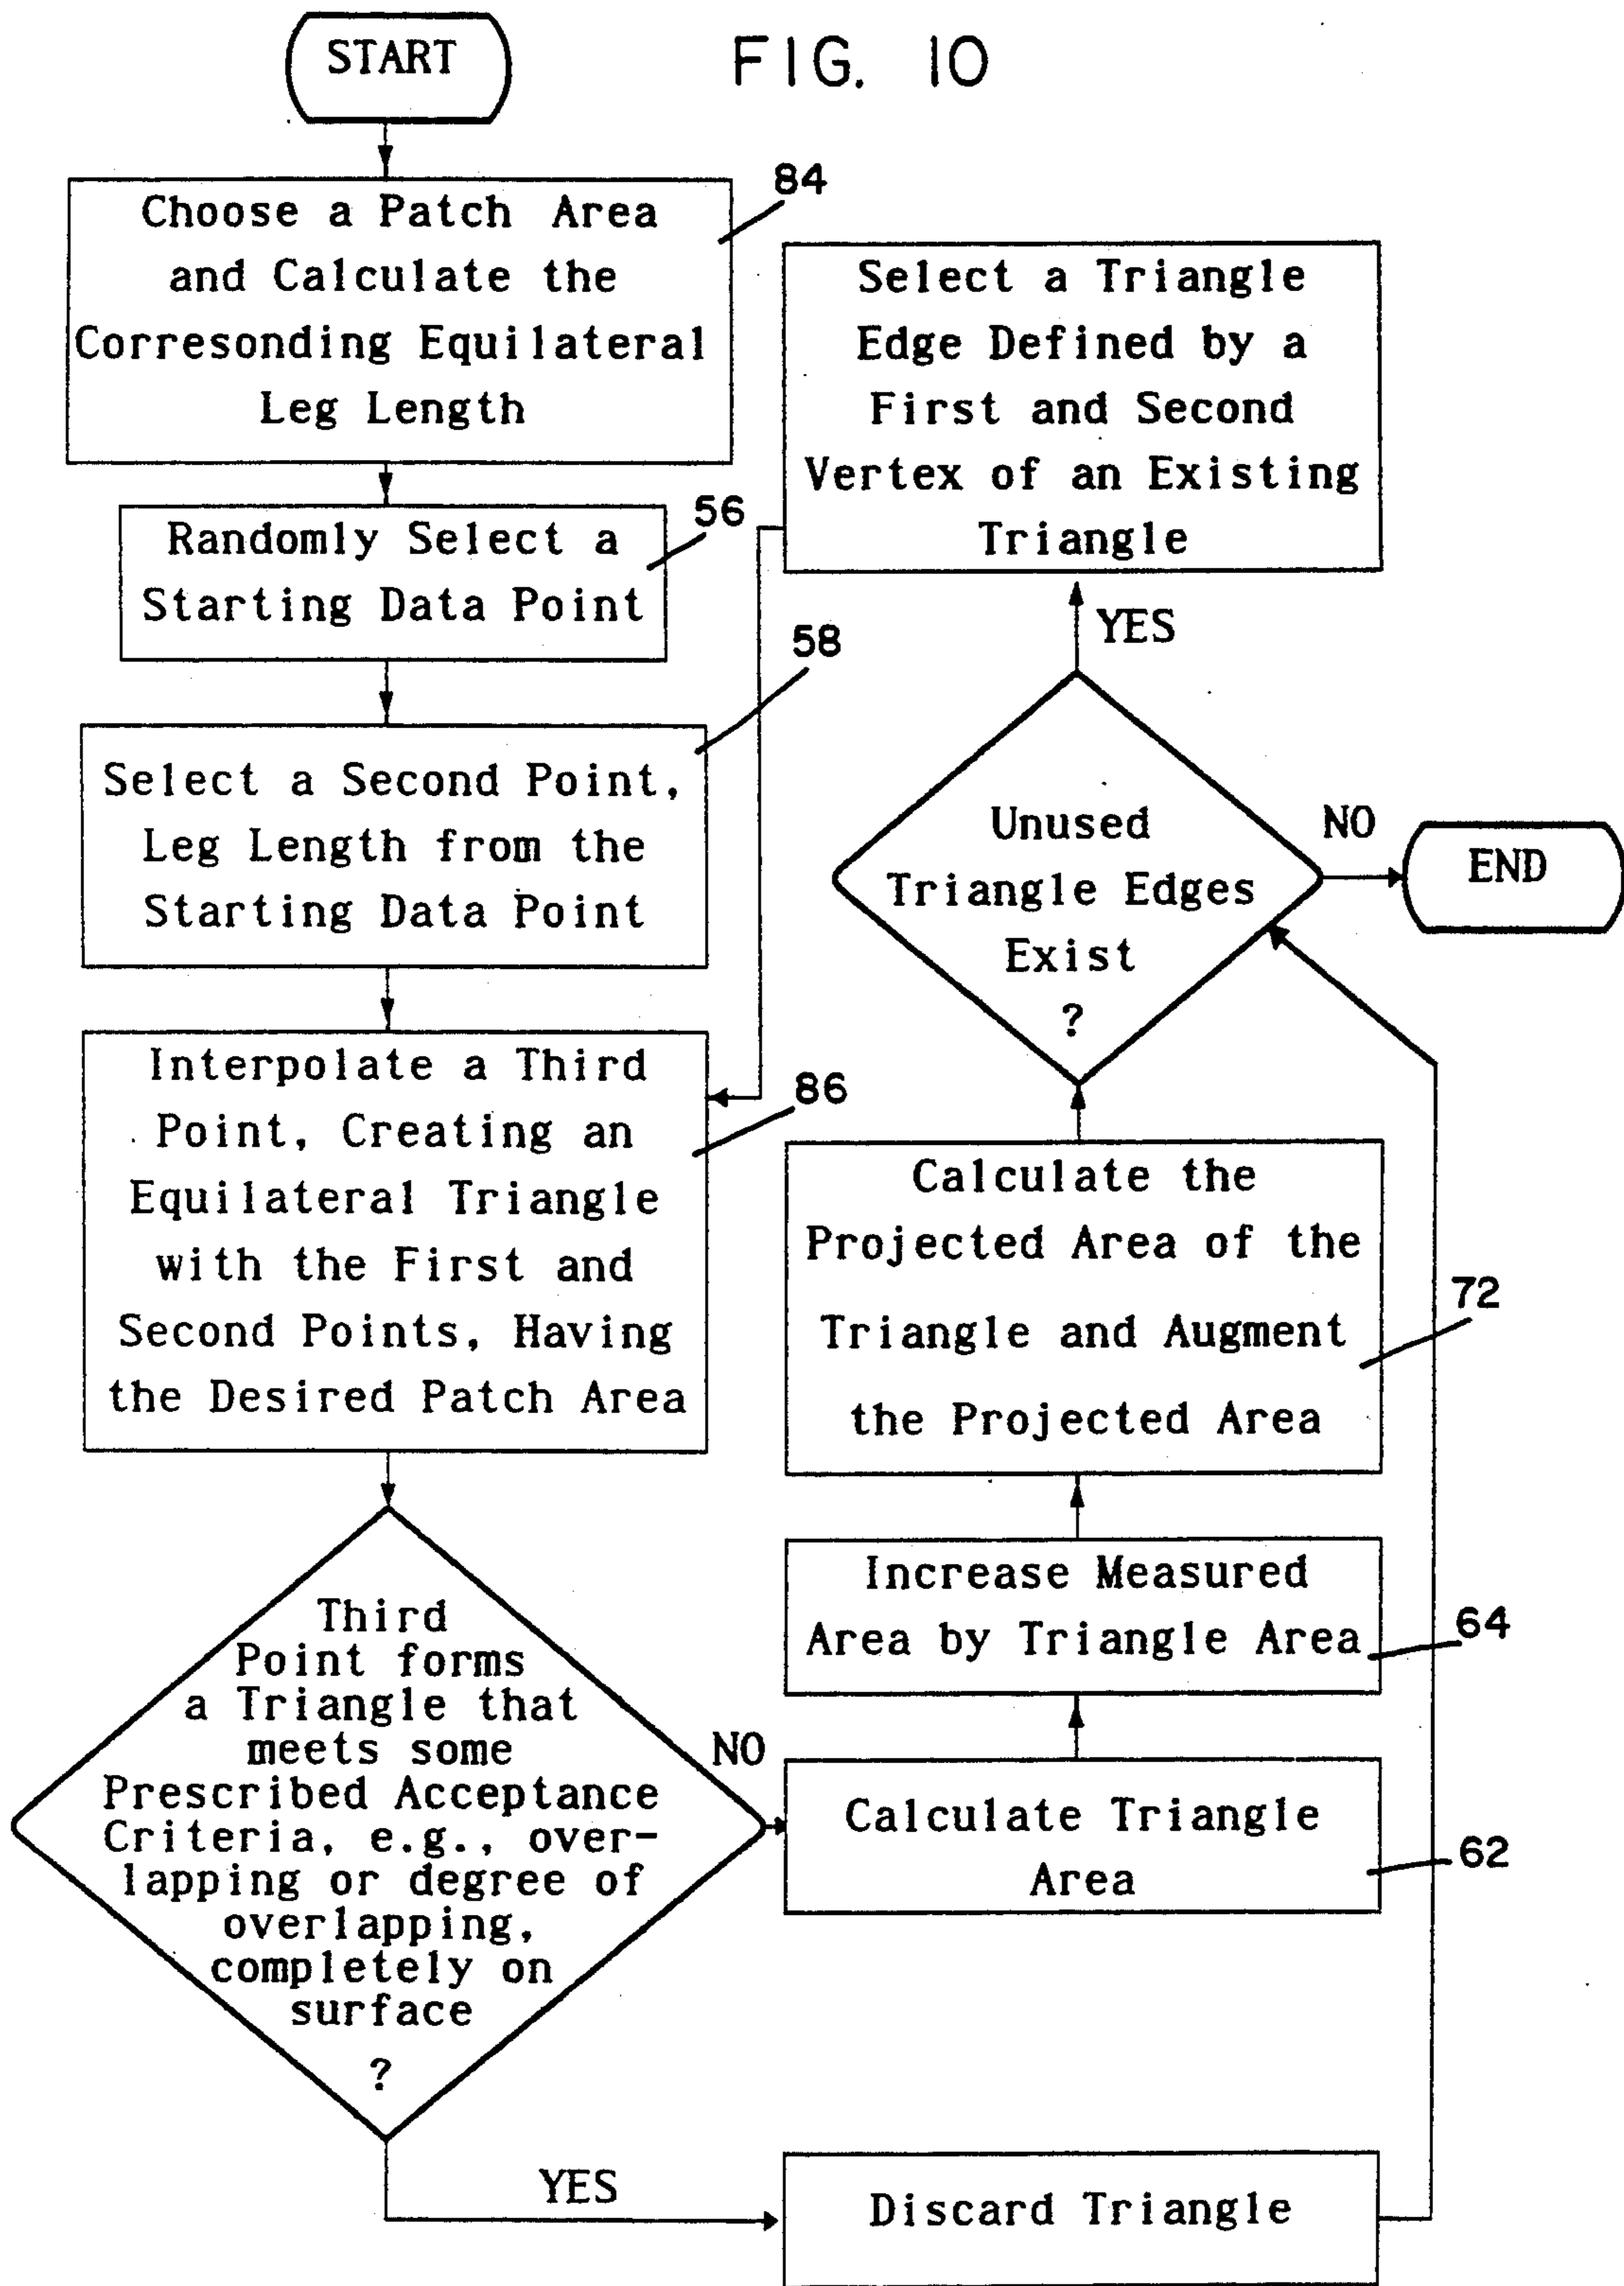 FIG. 10
START
84
Choose a Patch Area
and Calculate the
Corresonding Equilateral
Leg Length
56
Randomly Select a
Starting Data Point
58
Select a Second Point,
Leg Length from the
Starting Data Point
86
Interpolate a Third
Point, Creating an
Equilateral Triangle
with the First and
Second Points, Having
the Desired Patch Area
Third
Point forms
a Triangle that
meets some
Prescribed Acceptance
Criteria, e.g., over-
lapping or degree of
overlapping,
completely on
surface
?
NO
YES
Discard Triangle
Calculate Triangle
Area
62
Increase Measured
Area by Triangle Area
64
Calculate the
Projected Area of the
Triangle and Augment
the Projected Area
72
Unused
Triangle Edges
Exist
?
NO
END
YES
Select a Triangle
Edge Defined by a
First and Second
Vertex of an Existing
Triangle